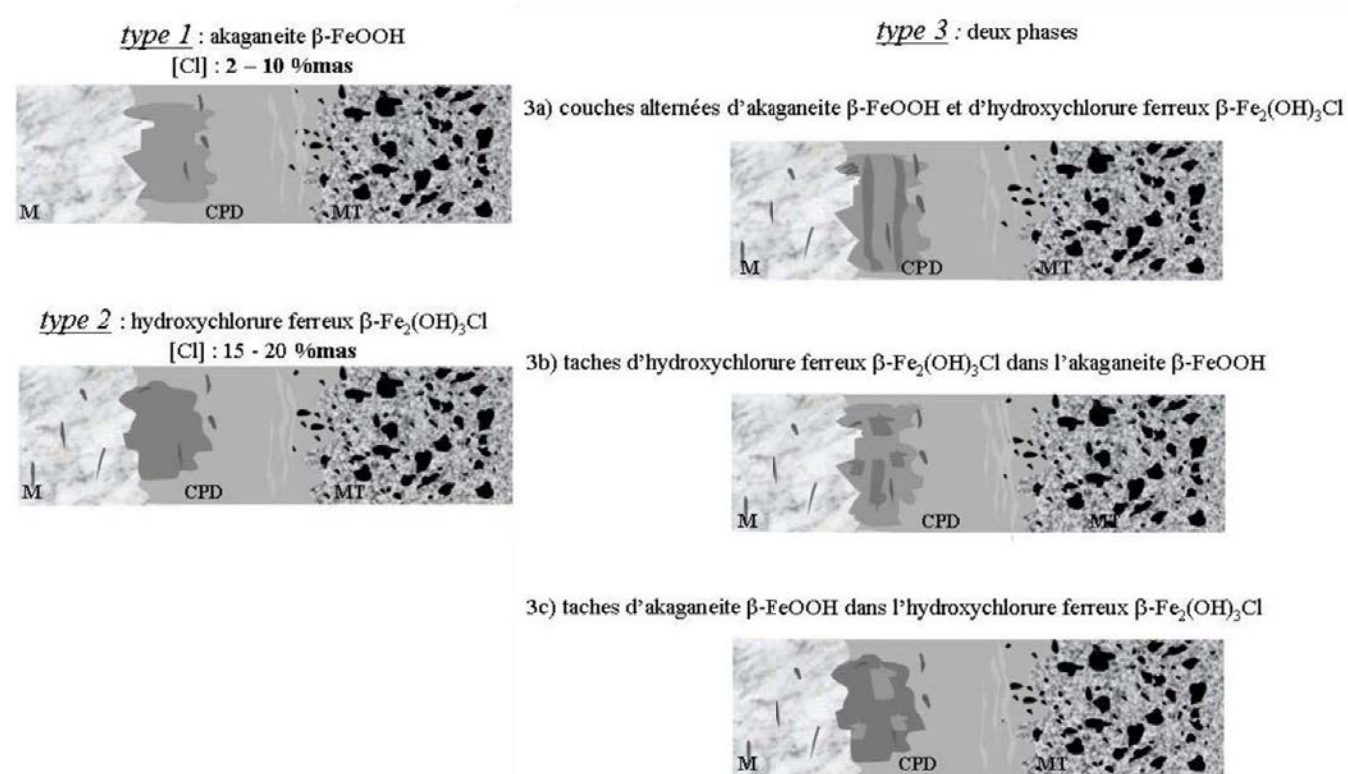 type 1 : akaganeite β-FeOOH
[Cl] : 2 – 10 %mas
M CPD MT
type 2 : hydroxychlorure ferreux β-Fe₂(OH)₃Cl
[Cl] : 15 - 20 %mas
M CPD MT
type 3 : deux phases
3a) couches alternées d’akaganeite β-FeOOH et d’hydroxychlorure ferreux β-Fe₂(OH)₃Cl
M CPD MT
3b) taches d’hydroxychlorure ferreux β-Fe₂(OH)₃Cl dans l’akaganeite β-FeOOH
M CPD MT
3c) taches d’akaganeite β-FeOOH dans l’hydroxychlorure ferreux β-Fe₂(OH)₃Cl
M CPD MT